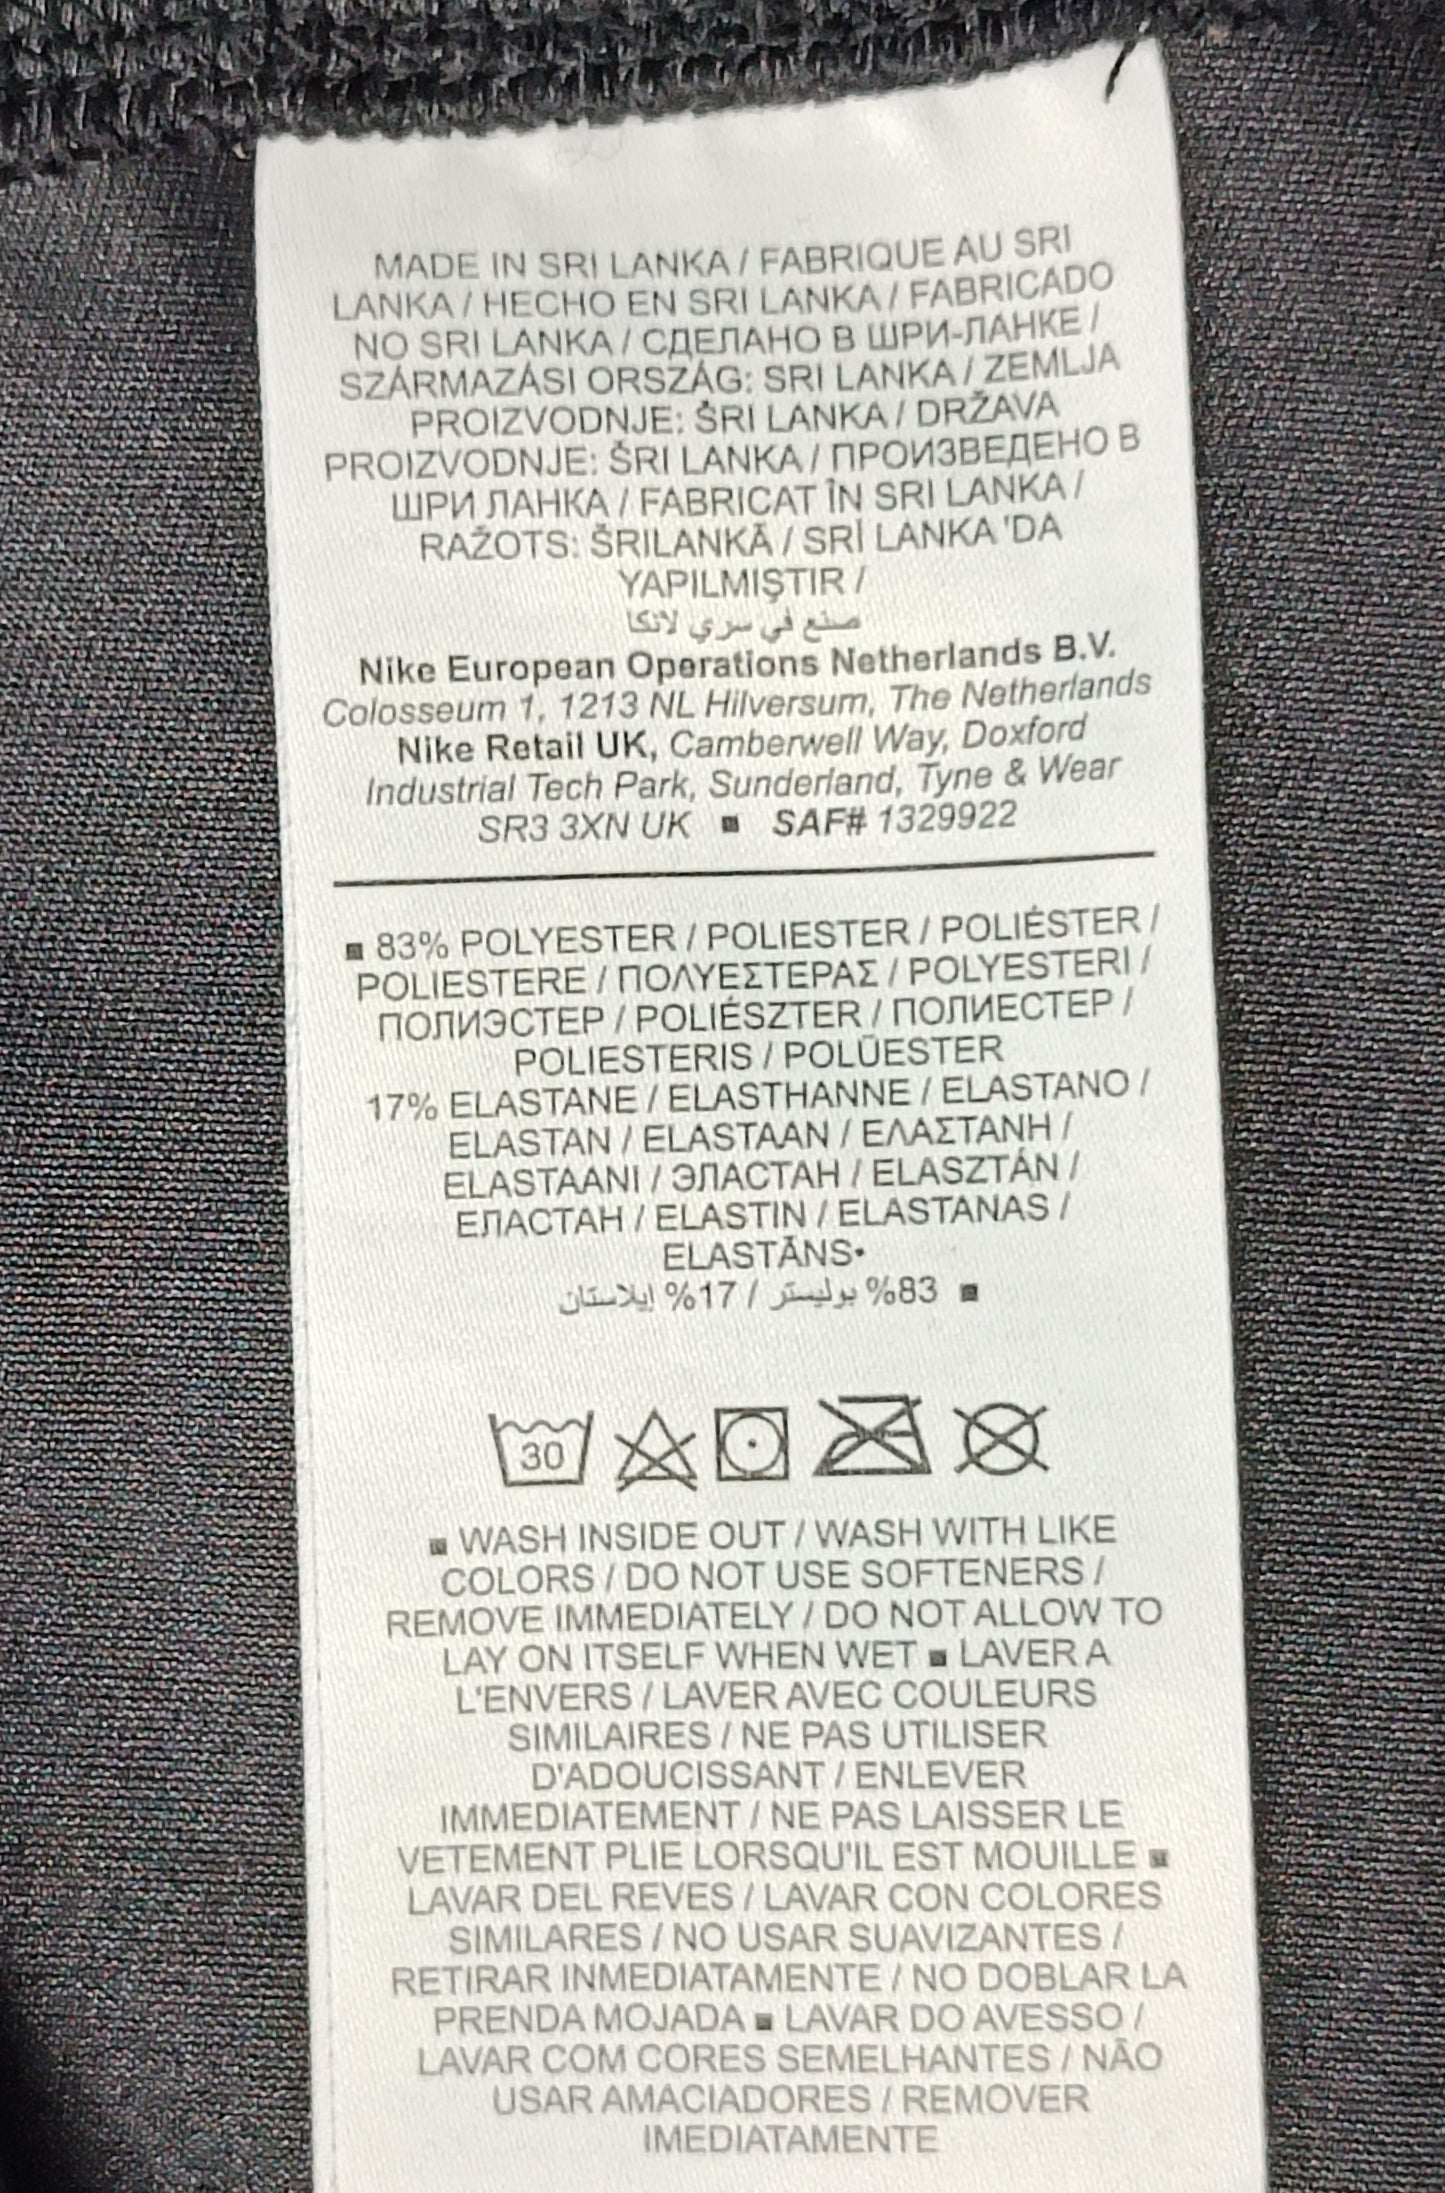 MADE IN SRI LANKA / FABRIQUE AU SRI
LANKA / HECHO EN SRI LANKA / FABRICADO
NO SRI LANKA / СДЕЛАНО В ШРИ-ЛАНКЕ /
SZÁRMAZÁSI ORSZÁG: SRI LANKA / ZEMLJA
PROIZVODNJE: ŠRI LANKA / DRŽAVA
PROIZVODNJE: ŠRI LANKA / ПРОИЗВЕДЕНО В
ШРИ ЛАНКА / FABRICAT ÎN SRI LANKA /
RAŽOTS: ŠRILANKĀ / SRİ LANKA 'DA
YAPILMIŞTIR /
صنع في سري لانكا
Nike European Operations Netherlands B.V.
Colosseum 1, 1213 NL Hilversum, The Netherlands
Nike Retail UK, Camberwell Way, Doxford
Industrial Tech Park, Sunderland, Tyne & Wear
SR3 3XN UK ■ SAF# 1329922
■ 83% POLYESTER / POLIESTER / POLIÉSTER /
POLIESTERE / ΠΟΛΥΕΣΤΕΡΑΣ / POLYESTERI /
ПОЛИЭСТЕР / POLIÉSZTER / ПОЛИЕСТЕР /
POLIESTERIS / POLÜESTER
17% ELASTANE / ELASTHANNE / ELASTANO /
ELASTAN / ELASTAAN / ΕΛΑΣΤΑΝΗ /
ELASTAANI / ЭЛАСТАН / ELASZTÁN /
ЕЛАСТАН / ELASTIN / ELASTANAS /
ELASTĀNS•
■ 83% بوليستر / 17% إيلاستان
30
■ WASH INSIDE OUT / WASH WITH LIKE
COLORS / DO NOT USE SOFTENERS /
REMOVE IMMEDIATELY / DO NOT ALLOW TO
LAY ON ITSELF WHEN WET ■ LAVER A
L'ENVERS / LAVER AVEC COULEURS
SIMILAIRES / NE PAS UTILISER
D'ADOUCISSANT / ENLEVER
IMMEDIATEMENT / NE PAS LAISSER LE
VETEMENT PLIE LORSQU'IL EST MOUILLE ■
LAVAR DEL REVES / LAVAR CON COLORES
SIMILARES / NO USAR SUAVIZANTES /
RETIRAR INMEDIATAMENTE / NO DOBLAR LA
PRENDA MOJADA ■ LAVAR DO AVESSO /
LAVAR COM CORES SEMELHANTES / NÃO
USAR AMACIADORES / REMOVER
IMEDIATAMENTE